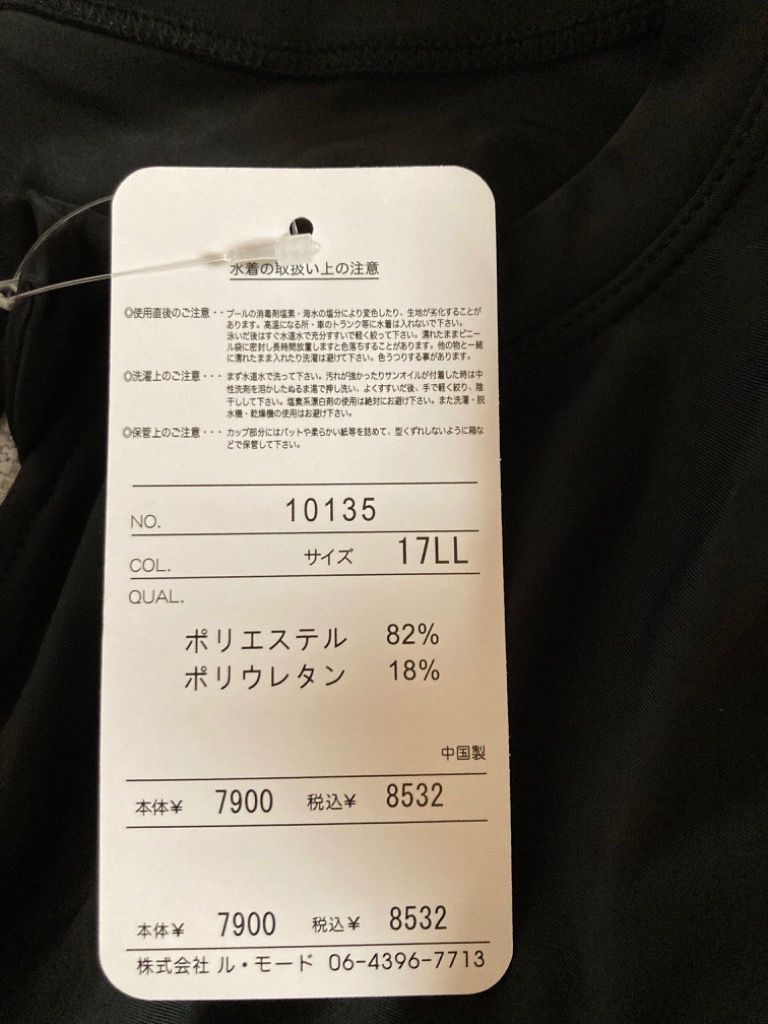 水着の取扱い上の注意
◎使用直後のご注意・・プールの消毒剤塩素・海水の塩分により変色したり、生地が劣化することが
あります。高温になる所・車のトランク等に水着は入れないで下さい。
泳いだ後はすぐ水道水で充分すすいで軽く絞って下さい。濡れたままビニー
ル袋に密封し長時間放置しますと色落ちすることがあります。他の物と一緒
に濡れたまま入れたり洗濯は避けて下さい。色うつりする事があります。
◎洗濯上のご注意・・・まず水道水で洗って下さい。汚れが強かったりサンオイルが付着した時は中
性洗剤を溶かしたぬるま湯で押し洗い、よくすすいだ後、手で軽く絞り、陰
干しして下さい。塩素系漂白剤の使用は絶対にお避け下さい。また洗濯・脱
水機・乾燥機の使用はお避け下さい。
◎保管上のご注意・・・カップ部分にはパットや柔らかい紙等を詰めて、型くずれしないように箱な
どで保管して下さい。
NO. 10135
COL. サイズ 17LL
QUAL.
ポリエステル 82%
ポリウレタン 18%
中国製
本体¥ 7900 税込¥ 8532
本体¥ 7900 税込¥ 8532
株式会社 ル・モード 06-4396-7713